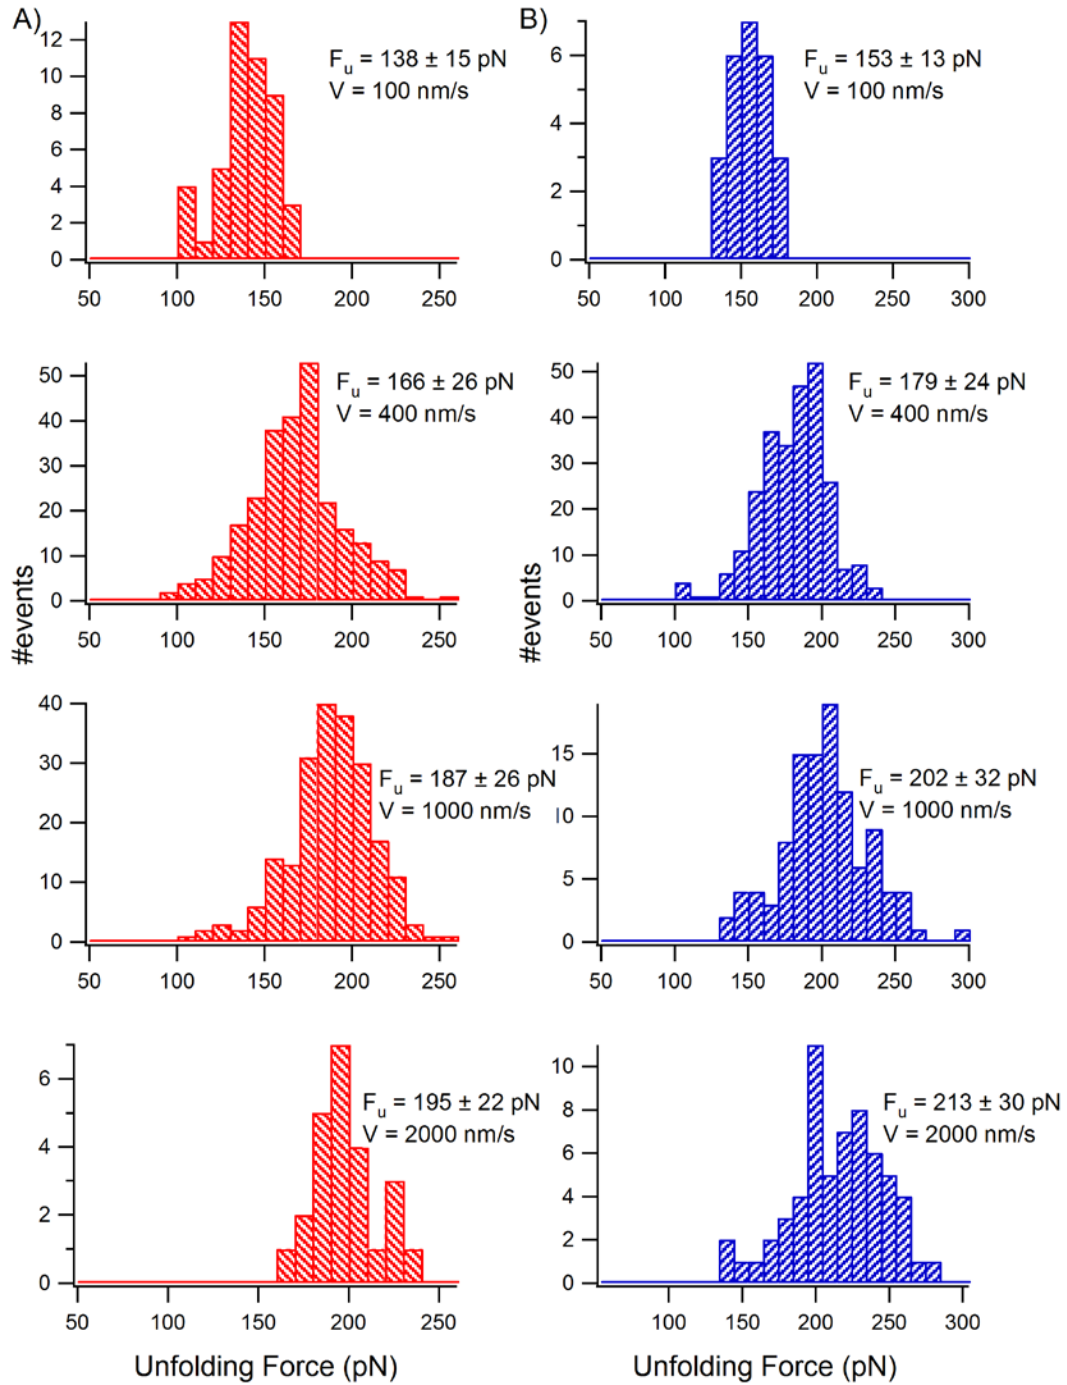 A)
B)
F_u = 138 ± 15 pN
V = 100 nm/s
12
10
8
6
4
2
0
50 100 150 200 250
F_u = 153 ± 13 pN
V = 100 nm/s
6
4
2
0
50 100 150 200 250 300
F_u = 166 ± 26 pN
V = 400 nm/s
50
40
30
20
10
0
50 100 150 200 250
F_u = 179 ± 24 pN
V = 400 nm/s
50
40
30
20
10
0
50 100 150 200 250 300
#events
#events
F_u = 187 ± 26 pN
V = 1000 nm/s
40
30
20
10
0
50 100 150 200 250
F_u = 202 ± 32 pN
V = 1000 nm/s
15
10
5
0
50 100 150 200 250 300
F_u = 195 ± 22 pN
V = 2000 nm/s
6
4
2
0
50 100 150 200 250
F_u = 213 ± 30 pN
V = 2000 nm/s
10
8
6
4
2
0
100 150 200 250 300
Unfolding Force (pN)
Unfolding Force (pN)